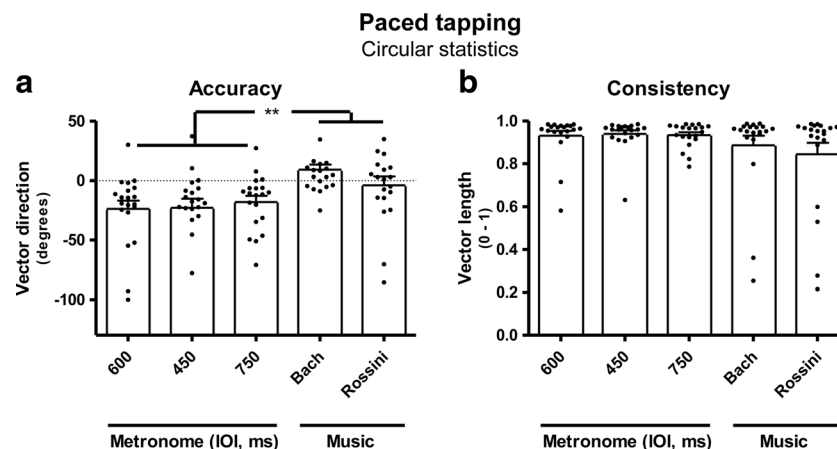 Paced tapping
Circular statistics
a
Accuracy
**
50
0
-50
-100
Vector direction
(degrees)
600
450
750
Bach
Rossini
Metronome (IOI, ms)
Music
b
Consistency
1.0
0.8
0.6
0.4
0.2
0.0
Vector length
(0 - 1)
600
450
750
Bach
Rossini
Metronome (IOI, ms)
Music